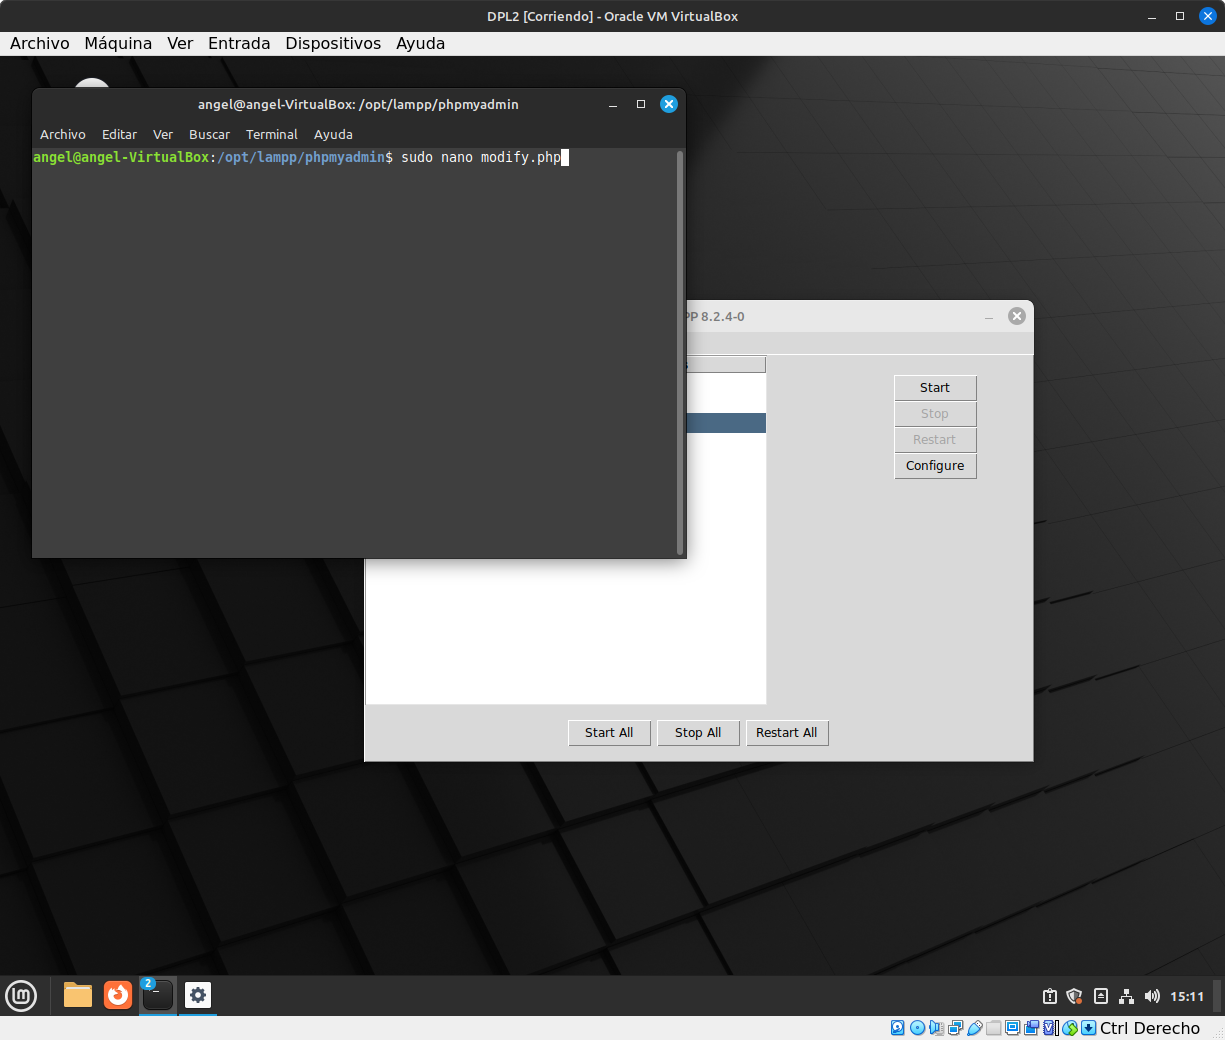 DPL2 [Corriendo] - Oracle VM VirtualBox
Archivo Máquina Ver Entrada Dispositivos Ayuda
angel@angel-VirtualBox: /opt/lampp/phpmyadmin
Archivo Editar Ver Buscar Terminal Ayuda
angel@angel-VirtualBox:/opt/lampp/phpmyadmin$ sudo nano modify.php
PP 8.2.4-0
s
Start
Stop
Restart
Configure
Start All Stop All Restart All
2
15:11
Ctrl Derecho